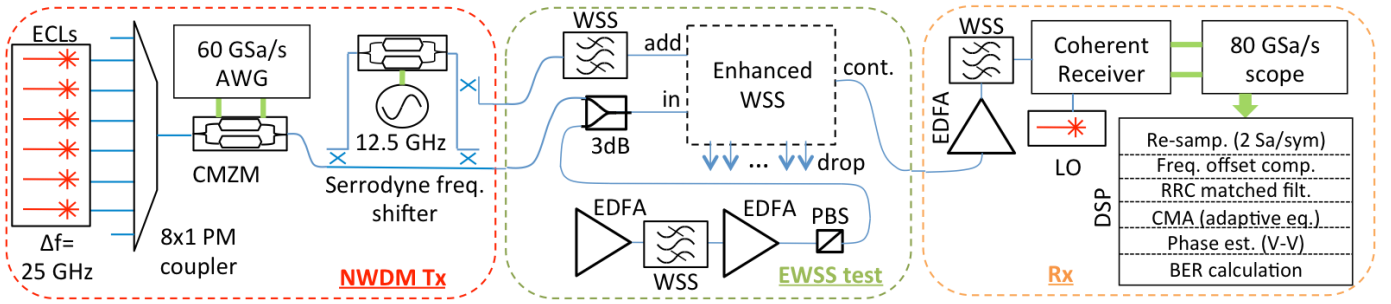 ECLs
Δf=
25 GHz
8x1 PM
coupler
60 GSa/s
AWG
CMZM
12.5 GHz
Serrodyne freq.
shifter
NWDM Tx
WSS
add
in
3dB
Enhanced
WSS
cont.
... drop
EDFA
WSS
EDFA
PBS
EWSS test
EDFA
WSS
Coherent
Receiver
LO
80 GSa/s
scope
DSP
Re-samp. (2 Sa/sym)
Freq. offset comp.
RRC matched filt.
CMA (adaptive eq.)
Phase est. (V-V)
BER calculation
Rx